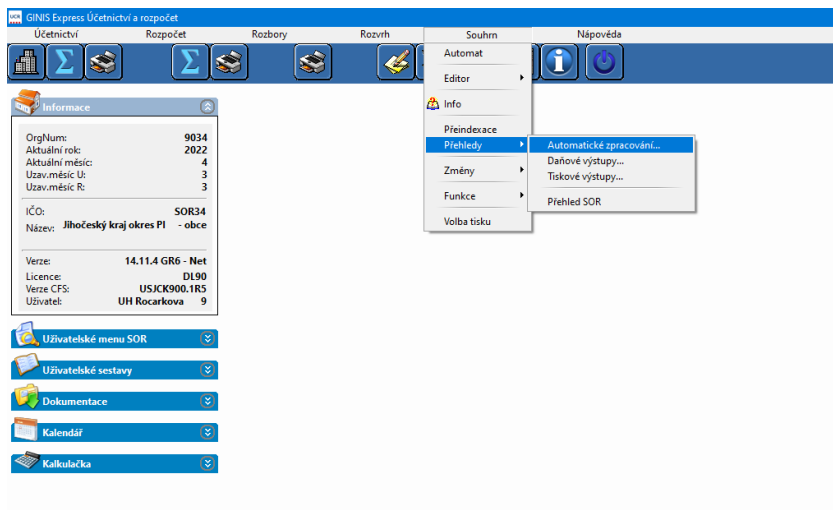 UCR GINIS Express Účetnictví a rozpočet
Účetnictví Rozpočet Rozbory Rozvrh Souhrn Nápověda
Automat
Editor
Info
Přeindexace
Přehledy
Změny
Funkce
Volba tisku
Automatické zpracování...
Daňové výstupy...
Tiskové výstupy...
Přehled SOR
Informace
OrgNum: 9034
Aktuální rok: 2022
Aktuální měsíc: 4
Uzav.měsíc U: 3
Uzav.měsíc R: 3
IČO: SOR34
Název: Jihočeský kraj okres PI - obce
Verze: 14.11.4 GR6 - Net
Licence: DL90
Verze CFS: USJCK900.1R5
Uživatel: UH Rocarkova 9
Uživatelské menu SOR
Uživatelské sestavy
Dokumentace
Kalendář
Kalkulačka